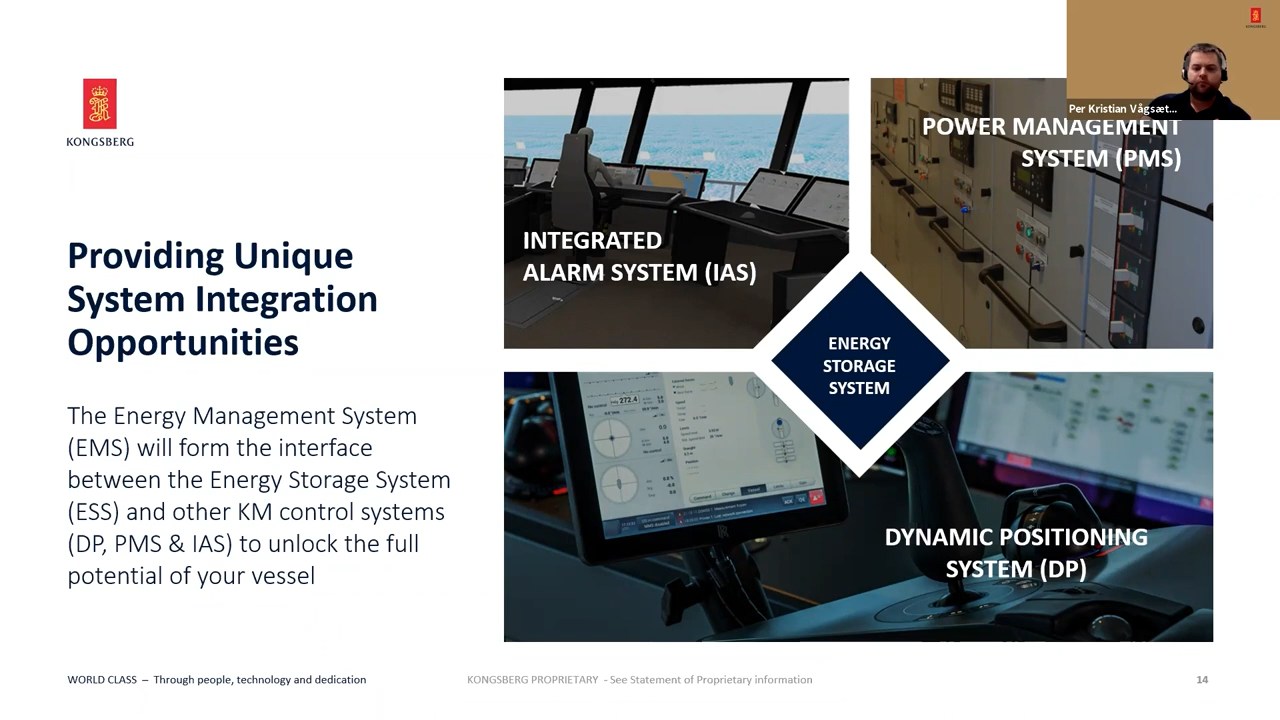 KONGSBERG
Per Kristian Vågsæt...
KONGSBERG
Providing Unique
System Integration
Opportunities
The Energy Management System
(EMS) will form the interface
between the Energy Storage System
(ESS) and other KM control systems
(DP, PMS & IAS) to unlock the full
potential of your vessel
INTEGRATED
ALARM SYSTEM (IAS)
POWER MANAGEMENT
SYSTEM (PMS)
ENERGY
STORAGE
SYSTEM
272.4
DYNAMIC POSITIONING
SYSTEM (DP)
WORLD CLASS – Through people, technology and dedication
KONGSBERG PROPRIETARY - See Statement of Proprietary information
14